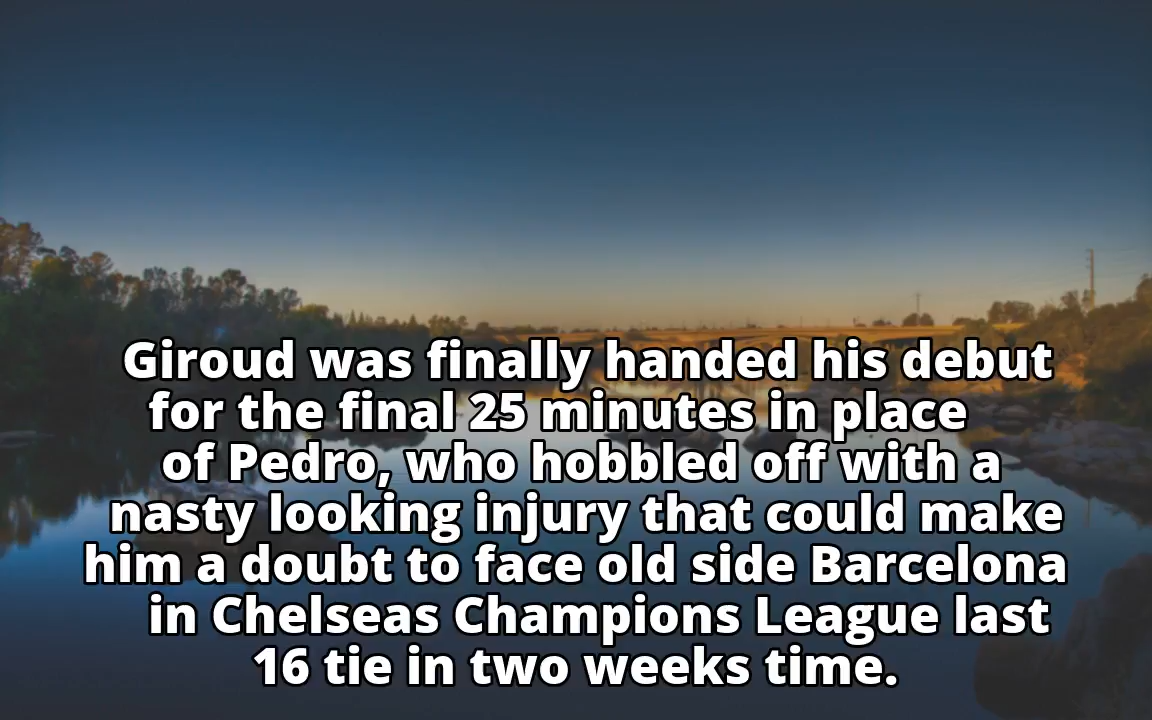 Giroud was finally handed his debut
for the final 25 minutes in place
of Pedro, who hobbled off with a
nasty looking injury that could make
him a doubt to face old side Barcelona
in Chelseas Champions League last
16 tie in two weeks time.